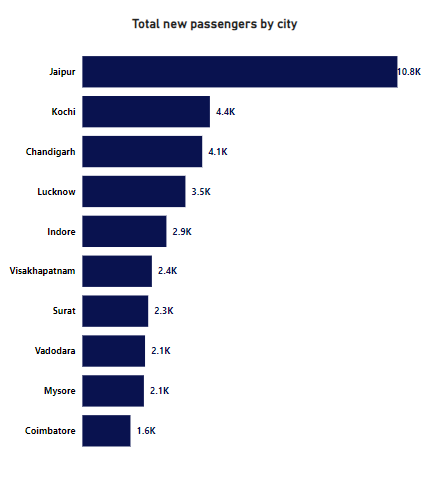 Total new passengers by city
Jaipur 10.8K
Kochi 4.4K
Chandigarh 4.1K
Lucknow 3.5K
Indore 2.9K
Visakhapatnam 2.4K
Surat 2.3K
Vadodara 2.1K
Mysore 2.1K
Coimbatore 1.6K